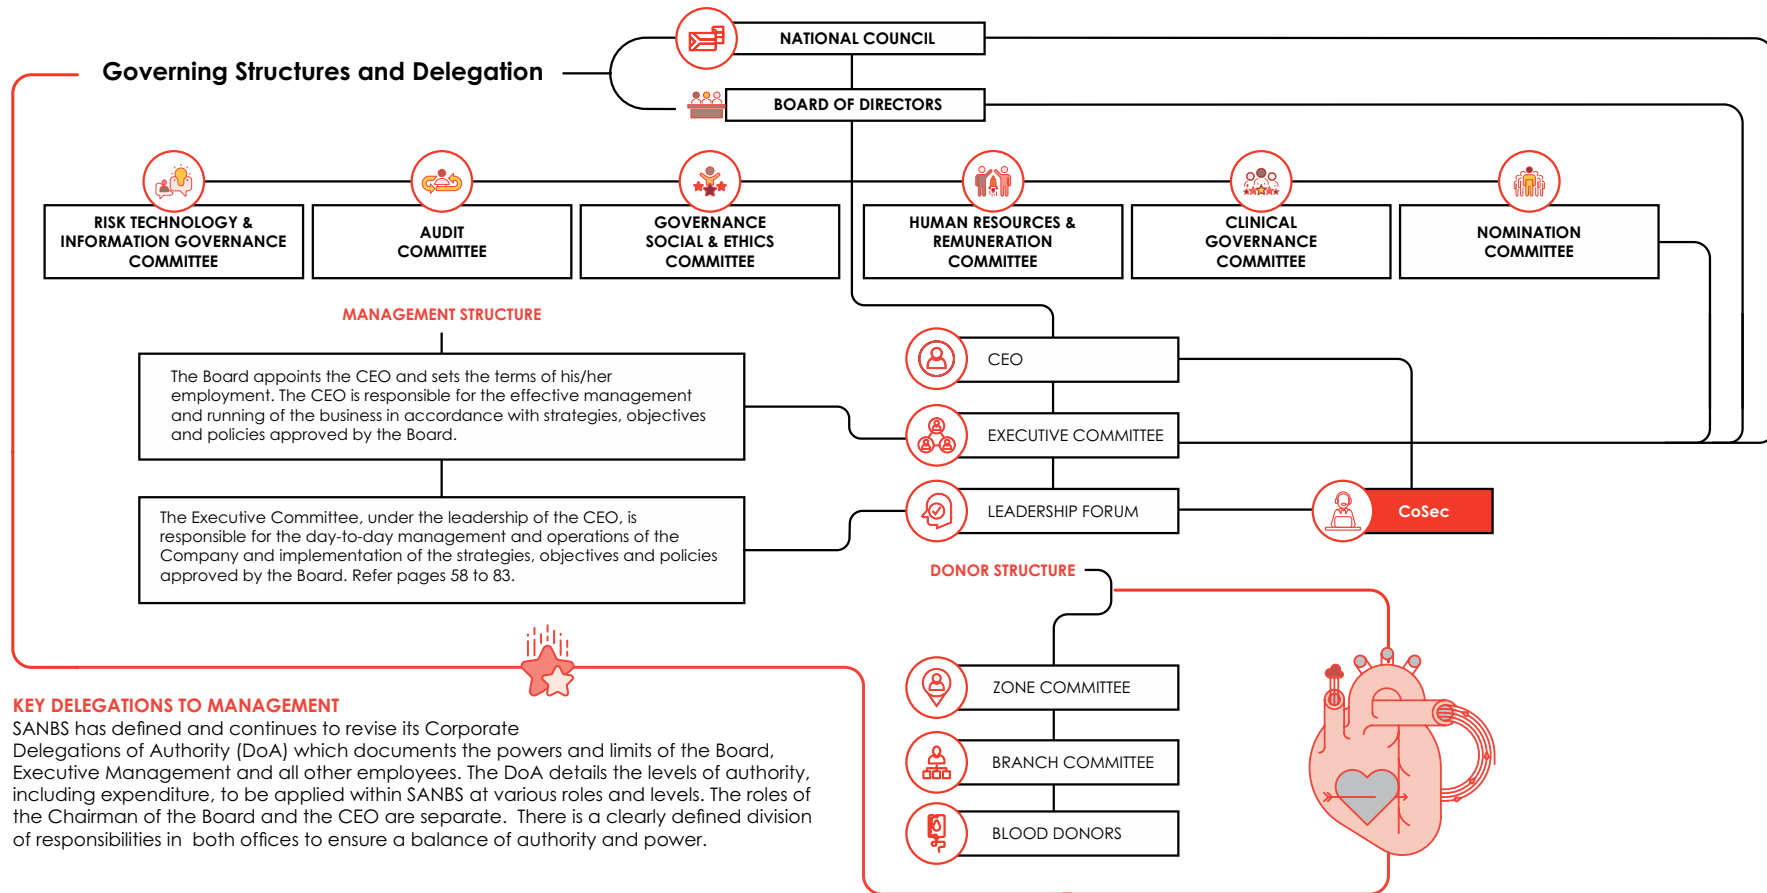 NATIONAL COUNCIL
Governing Structures and Delegation
BOARD OF DIRECTORS
RISK TECHNOLOGY &
INFORMATION GOVERNANCE
COMMITTEE
AUDIT
COMMITTEE
GOVERNANCE
SOCIAL & ETHICS
COMMITTEE
HUMAN RESOURCES &
REMUNERATION
COMMITTEE
CLINICAL
GOVERNANCE
COMMITTEE
NOMINATION
COMMITTEE
MANAGEMENT STRUCTURE
The Board appoints the CEO and sets the terms of his/her
employment. The CEO is responsible for the effective management
and running of the business in accordance with strategies, objectives
and policies approved by the Board.
The Executive Committee, under the leadership of the CEO, is
responsible for the day-to-day management and operations of the
Company and implementation of the strategies, objectives and policies
approved by the Board. Refer pages 58 to 83.
CEO
EXECUTIVE COMMITTEE
LEADERSHIP FORUM
CoSec
DONOR STRUCTURE
ZONE COMMITTEE
BRANCH COMMITTEE
BLOOD DONORS
KEY DELEGATIONS TO MANAGEMENT
SANBS has defined and continues to revise its Corporate
Delegations of Authority (DoA) which documents the powers and limits of the Board,
Executive Management and all other employees. The DoA details the levels of authority,
including expenditure, to be applied within SANBS at various roles and levels. The roles of
the Chairman of the Board and the CEO are separate.  There is a clearly defined division
of responsibilities in  both offices to ensure a balance of authority and power.